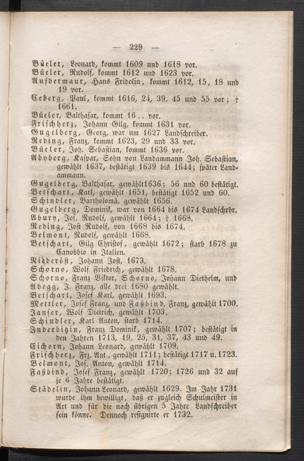 — 229 —
Büeler, Leonard, kommt 1609 und 1618 vor.
Büeler, Rudolf, kommt 1612 und 1623 vor.
Aufdermaur, Hans Fridolin, kommt 1612, 15, 18 und
19 vor.
Ceberg, Paul, kommt 1616, 24, 39, 45 und 55 vor; †
1661.
Büeler, Balthasar, kommt 16 . . vor.
Frischherz, Johann Gilg, kommt 1631 vor.
Gugelberg, Georg, war um 1627 Landschreiber.
Reding, Franz, kommt 1623, 29 und 33 vor.
Büeler, Joh. Sebastian, kommt 1636 vor.
Abyberg, Kaspar, Sohn von Landammann Joh. Sebastian,
gewählt 1637, bestätigt 1639 bis 1644; später Land-
ammann.
Gugelberg, Balthasar, gewählt 1636; 56 und 60 bestätigt.
Betschart, Karl, gewählt 1651, bestätigt 1652 und 60.
Schindler, Bartholomä, gewählt 1656.
Gugelberg, Dominik, war von 1664 bis 1674 Landschrbr.
Abury, Jos. Rudolf, gewählt 1664; † 1668.
Reding, Jost Rudolf, von 1668 bis 1674.
Belmont, Rudolf, gewählt 1668.
Betschart, Gilg Christof, gewählt 1672; starb 1678 zu
Canobbio in Italien.
Nideröst, Johann Jost, 1673.
Schorno, Wolf Friedrich, gewählt 1678.
Schorno, Franz Viktor, Schorno, Johann Diethelm, und
Abegg, J. Franz, alle drei 1680 gewählt.
Betschart, Josef Karl, gewählt 1693.
Mettler, Josef Franz, und Faßbind, Franz, gewählt 1700.
Janser, Wolf Dietrich, gewählt 1703.
Schindler, Karl Anton, starb 1714.
Inderbizin, Franz Dominik, gewählt 1707; bestätigt in
den Jahren 1713, 19, 25, 31, 37, 43 und 49.
Eichorn, Johann Leonard, gewählt 1709.
Frischherz, Frz. Ant., gewählt 1711; bestätigt 1717 u. 1723.
Belmont, Jos. Anton, gewählt 1714.
Faßbind, Josef Franz, gewählt 1720; 1726 und 32 auf
je 6 Jahre bestätigt.
Städelin, Johann Leonard, gewählt 1629. Im Jahr 1731
wurde ihm bewilligt, daß er zugleich Schulmeister in
Art und für die noch übrigen 5 Jahre Landschreiber
sein könne. Dennoch resignirte er 1732.